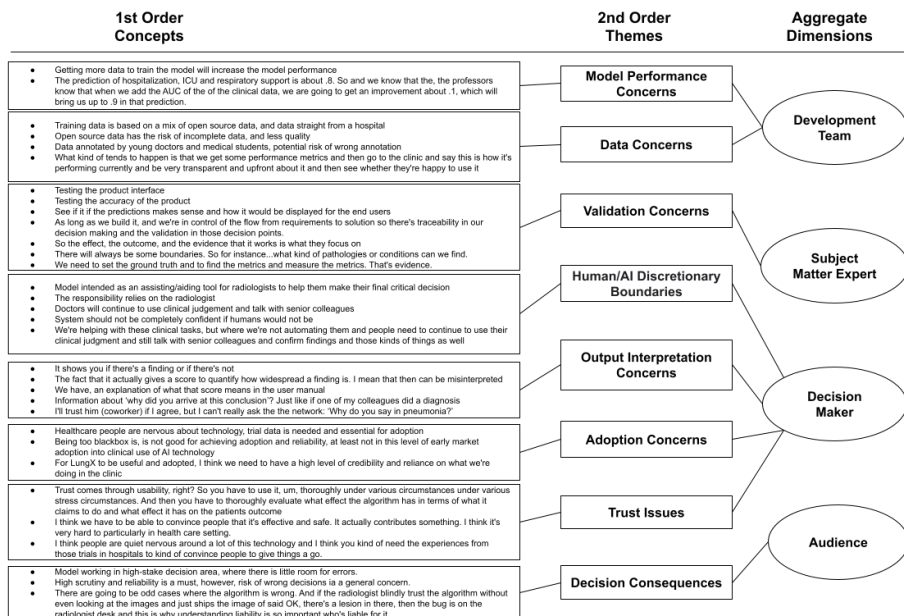 1st Order
Concepts
2nd Order
Themes
Aggregate
Dimensions
• Getting more data to train the model will increase the model performance
• The prediction of hospitalization, ICU and respiratory support is about .8. So and we know that the, the professors
know that when we add the AUC of the of the clinical data, we are going to get an improvement about .1, which will
bring us up to .9 in that prediction.
Model Performance
Concerns
• Training data is based on a mix of open source data, and data straight from a hospital
• Open source data has the risk of incomplete data, and less quality
• Data annotated by young doctors and medical students, potential risk of wrong annotation
• What kind of tends to happen is that we get some performance metrics and then go to the clinic and say this is how it's
performing currently and be very transparent and upfront about it and then see whether they're happy to use it
Data Concerns
Development
Team
• Testing the product interface
• Testing the accuracy of the product
• See if it if the predictions makes sense and how it would be displayed for the end users
• As long as we build it, and we're in control of the flow from requirements to solution so there's traceability in our
decision making and the validation in those decision points.
• So the effect, the outcome, and the evidence that it works is what they focus on
• There will always be some boundaries. So for instance...what kind of pathologies or conditions can we find.
• We need to set the ground truth and to find the metrics and measure the metrics. That's evidence.
Validation Concerns
Subject
Matter Expert
• Model intended as an assisting/aiding tool for radiologists to help them make their final critical decision
• The responsibility relies on the radiologist
• Doctors will continue to use clinical judgement and talk with senior colleagues
• System should not be completely confident if humans would not be
• We're helping with these clinical tasks, but where we're not automating them and people need to continue to use their
clinical judgment and still talk with senior colleagues and confirm findings and those kinds of things as well
Human/AI Discretionary
Boundaries
• It shows you if there's a finding or if there's not
• The fact that it actually gives a score to quantify how widespread a finding is. I mean that then can be misinterpreted
• We have, an explanation of what that score means in the user manual
• Information about 'why did you arrive at this conclusion'? Just like if one of my colleagues did a diagnosis
• I'll trust him (coworker) if I agree, but I can't really ask the the network: 'Why do you say in pneumonia?'
Output Interpretation
Concerns
Decision
Maker
• Healthcare people are nervous about technology, trial data is needed and essential for adoption
• Being too blackbox is, is not good for achieving adoption and reliability, at least not in this level of early market
adoption into clinical use of AI technology
• For LungX to be useful and adopted, I think we need to have a high level of credibility and reliance on what we're
doing in the clinic
Adoption Concerns
• Trust comes through usability, right? So you have to use it, um, thoroughly under various circumstances under various
stress circumstances. And then you have to thoroughly evaluate what effect the algorithm has in terms of what it
claims to do and what effect it has on the patients outcome
• I think we have to be able to convince people that it's effective and safe. It actually contributes something. I think it's
very hard to particularly in health care setting.
• I think people are quiet nervous around a lot of this technology and I think you kind of need the experiences from
those trials in hospitals to kind of convince people to give things a go.
Trust Issues
Audience
• Model working in high-stake decision area, where there is little room for errors.
• High scrutiny and reliability is a must, however, risk of wrong decisions ia a general concern.
• There are going to be odd cases where the algorithm is wrong. And if the radiologist blindly trust the algorithm without
even looking at the images and just ships the image of said OK, there's a lesion in there, then the bug is on the
radiologist desk and this is why understanding liability is so important who's liable for it
Decision Consequences